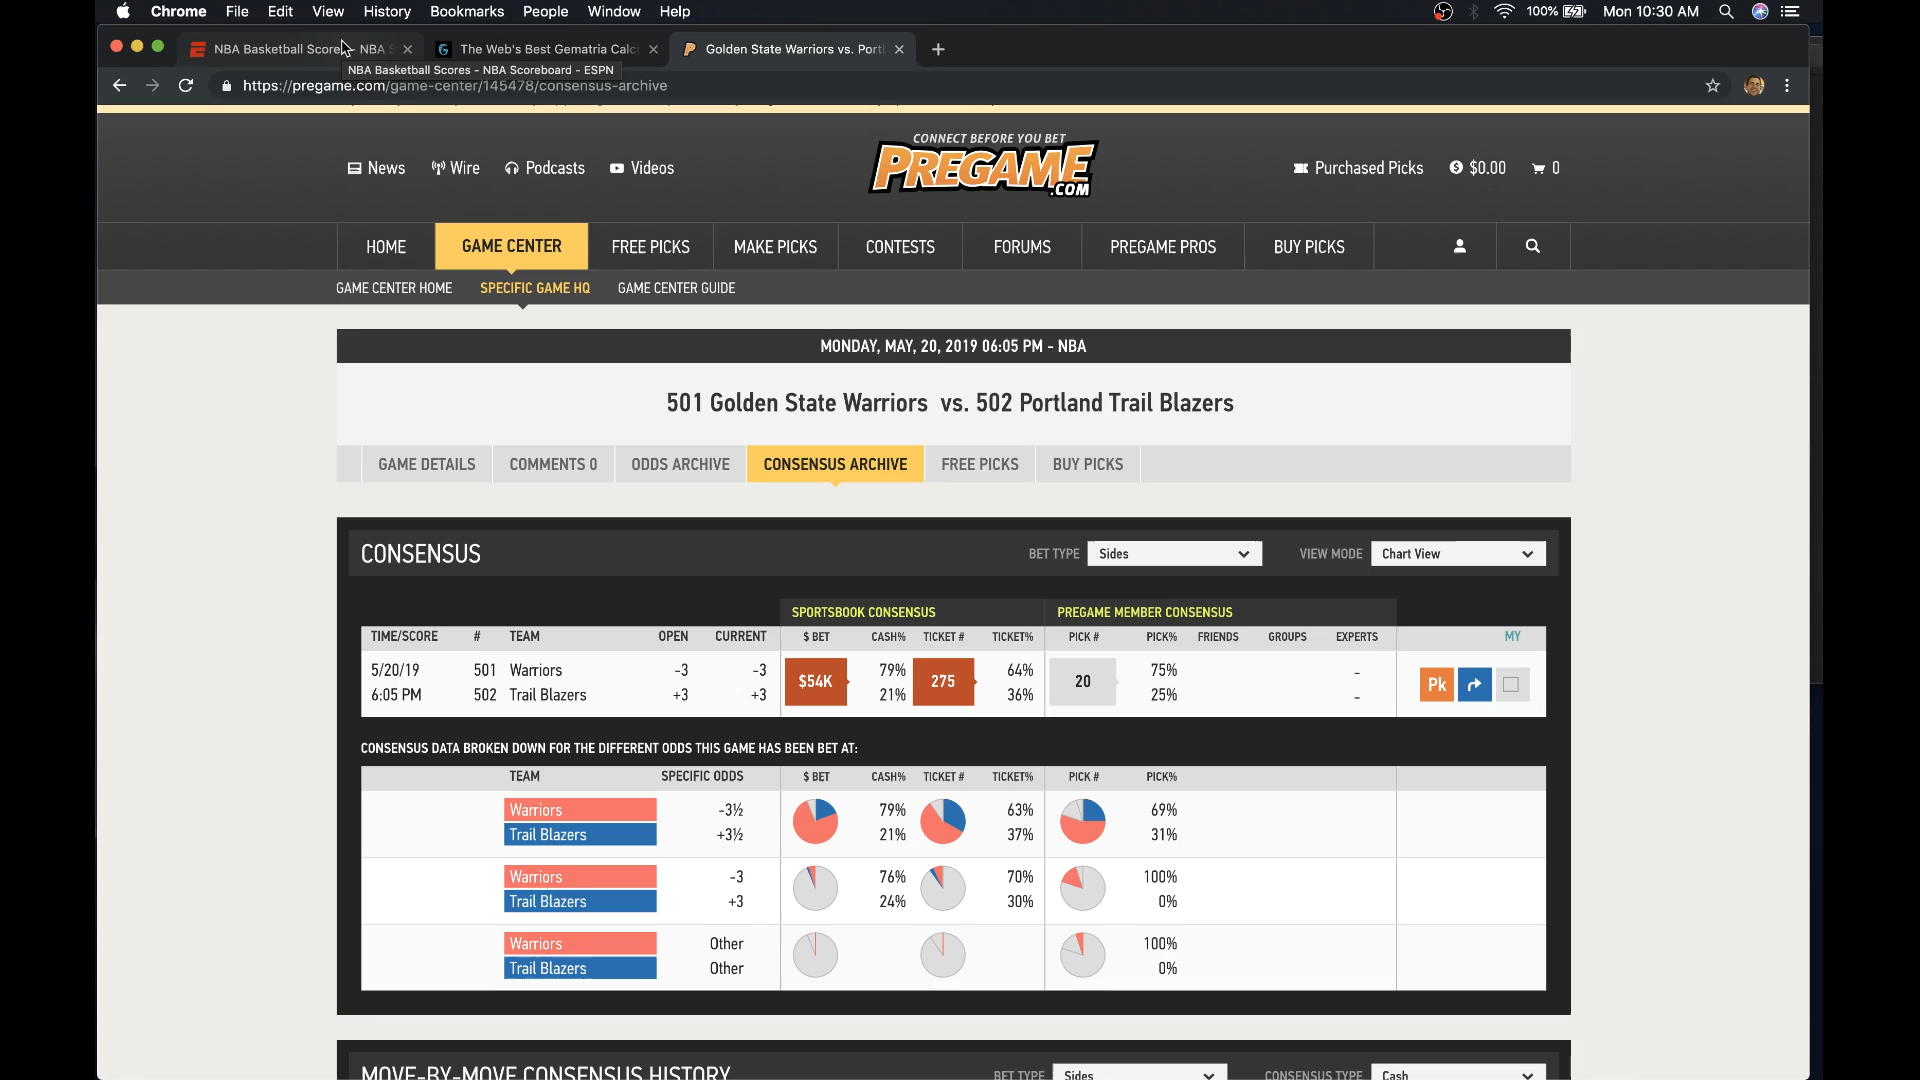 Chrome File Edit View History Bookmarks People Window Help 100% Mon 10:30 AM
NBA Basketball Scores - NBA S The Web's Best Gematria Calc Golden State Warriors vs. Portl
NBA Basketball Scores - NBA Scoreboard - ESPN
https://pregame.com/game-center/145478/consensus-archive
CONNECT BEFORE YOU BET
News Wire Podcasts Videos PREGAME.COM Purchased Picks $0.00 0
HOME GAME CENTER FREE PICKS MAKE PICKS CONTESTS FORUMS PREGAME PROS BUY PICKS
GAME CENTER HOME SPECIFIC GAME HQ GAME CENTER GUIDE
MONDAY, MAY, 20, 2019 06:05 PM - NBA
501 Golden State Warriors vs. 502 Portland Trail Blazers
GAME DETAILS COMMENTS 0 ODDS ARCHIVE CONSENSUS ARCHIVE FREE PICKS BUY PICKS
CONSENSUS BET TYPE Sides VIEW MODE Chart View
SPORTSBOOK CONSENSUS PREGAME MEMBER CONSENSUS
TIME/SCORE # TEAM OPEN CURRENT $ BET CASH% TICKET # TICKET% PICK # PICK% FRIENDS GROUPS EXPERTS MY
5/20/19 501 Warriors -3 -3 79% 64% 75% -
$54K 275 20 Pk
6:05 PM 502 Trail Blazers +3 +3 21% 36% 25% -
CONSENSUS DATA BROKEN DOWN FOR THE DIFFERENT ODDS THIS GAME HAS BEEN BET AT:
TEAM SPECIFIC ODDS $ BET CASH% TICKET # TICKET% PICK # PICK%
Warriors -3½ 79% 63% 69%
Trail Blazers +3½ 21% 37% 31%
Warriors -3 76% 70% 100%
Trail Blazers +3 24% 30% 0%
Warriors Other 100%
Trail Blazers Other 0%
MOVE-BY-MOVE CONSENSUS HISTORY BET TYPE Sides CONSENSUS TYPE Cash